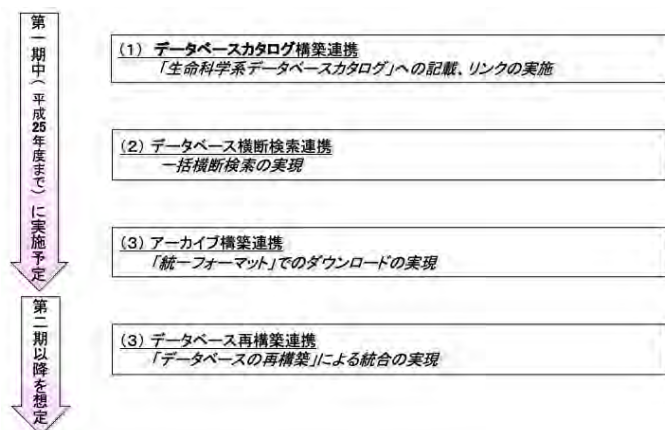 第一期中（平成25年度まで）に実施予定
(1) データベースカタログ構築連携
「生命科学系データベースカタログ」への記載、リンクの実施
(2) データベース横断検索連携
一括横断検索の実現
(3) アーカイブ構築連携
「統一フォーマット」でのダウンロードの実現
第二期以降を想定
(3) データベース再構築連携
「データベースの再構築」による統合の実現